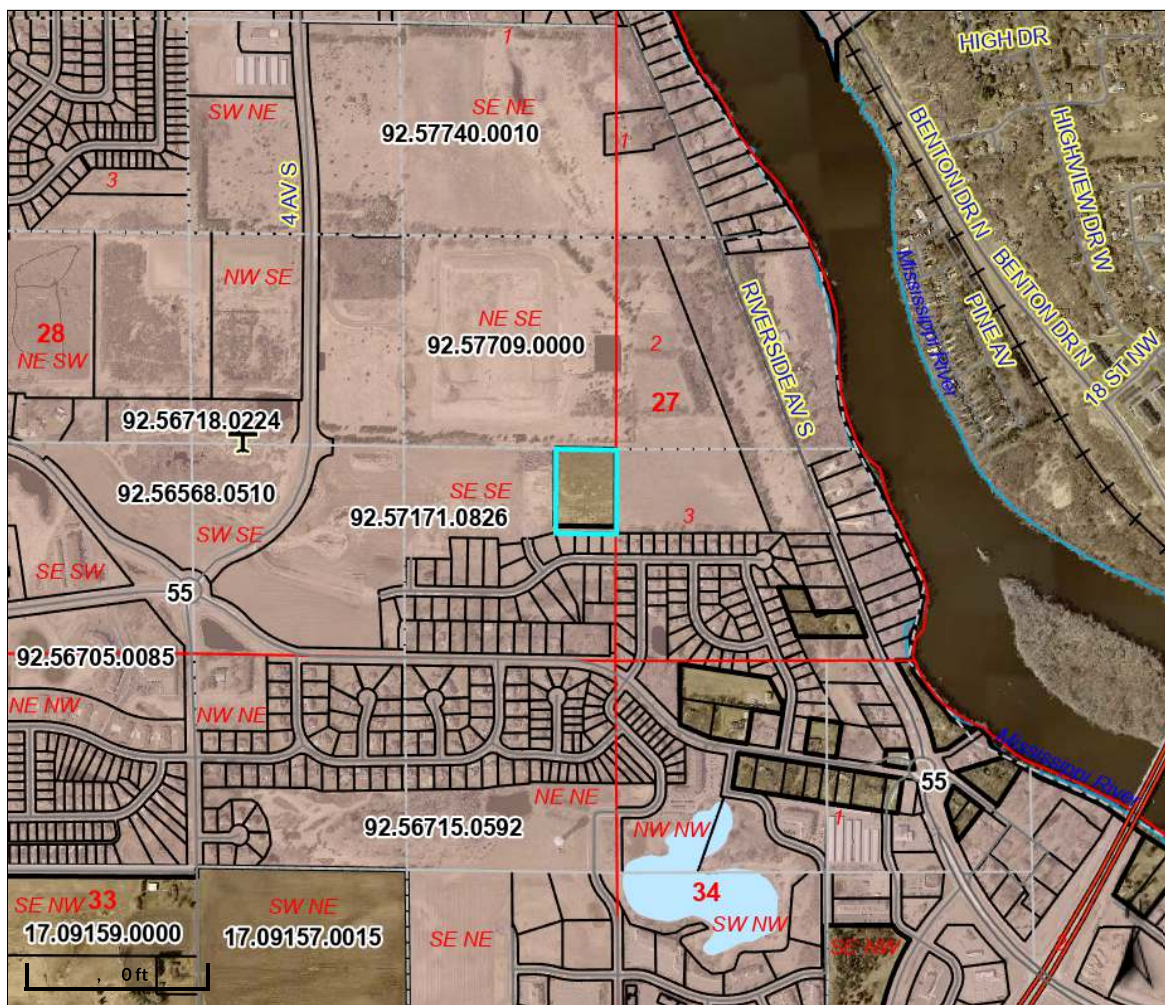 HIGH DR
1
SW NE
SE NE
92.57740.0010
1
BENTON DR N
HIGHVIEW DR W
3
4 AV S
NW SE
Mississippi River
BENTON DR N
PINE AV
RIVERSIDE AV S
18 ST NW
28
NE SW
NE SE
92.57709.0000
2
27
92.56718.0224
92.56568.0510
SE SE
92.57171.0826
3
SW SE
SE SW
55
92.56705.0085
NE NW
NW NE
Mississippi River
55
NE NE
92.56715.0592
NW NW
1
SE NW
33
17.09159.0000
SW NE
17.09157.0015
SE NE
34
SW NW
SE NW
0 ft